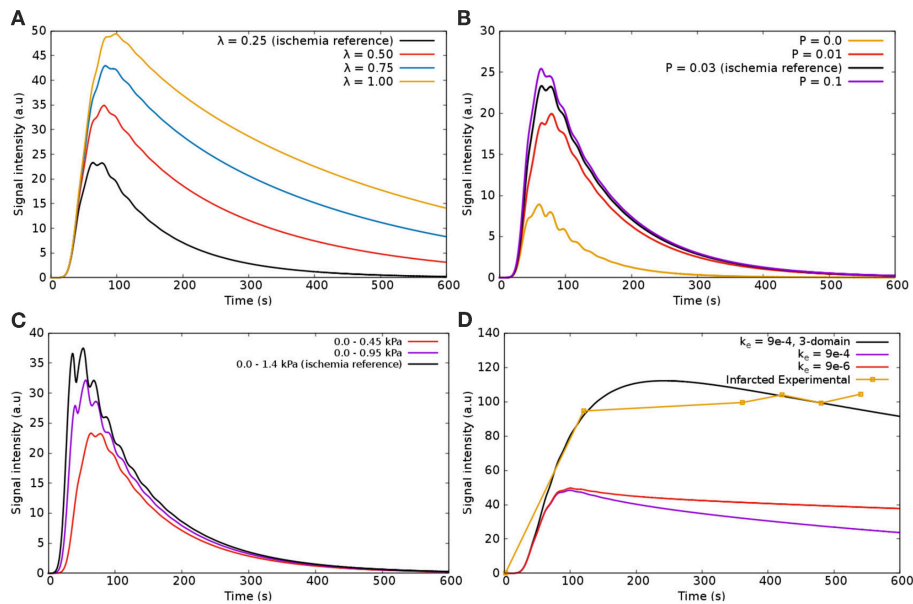 A
50
45
40
35
30
25
20
15
10
5
0
Signal intensity (a.u)
λ = 0.25 (ischemia reference)
λ = 0.50
λ = 0.75
λ = 1.00
0 100 200 300 400 500 600
Time (s)
B
30
25
20
15
10
5
0
Signal intensity (a.u)
P = 0.0
P = 0.01
P = 0.03 (ischemia reference)
P = 0.1
0 100 200 300 400 500 600
Time (s)
C
40
35
30
25
20
15
10
5
0
Signal intensity (a.u)
0.0 - 0.45 kPa
0.0 - 0.95 kPa
0.0 - 1.4 kPa (ischemia reference)
0 100 200 300 400 500 600
Time (s)
D
140
120
100
80
60
40
20
0
Signal intensity (a.u)
kₑ = 9e-4, 3-domain
kₑ = 9e-4
kₑ = 9e-6
Infarcted Experimental
0 100 200 300 400 500 600
Time (s)